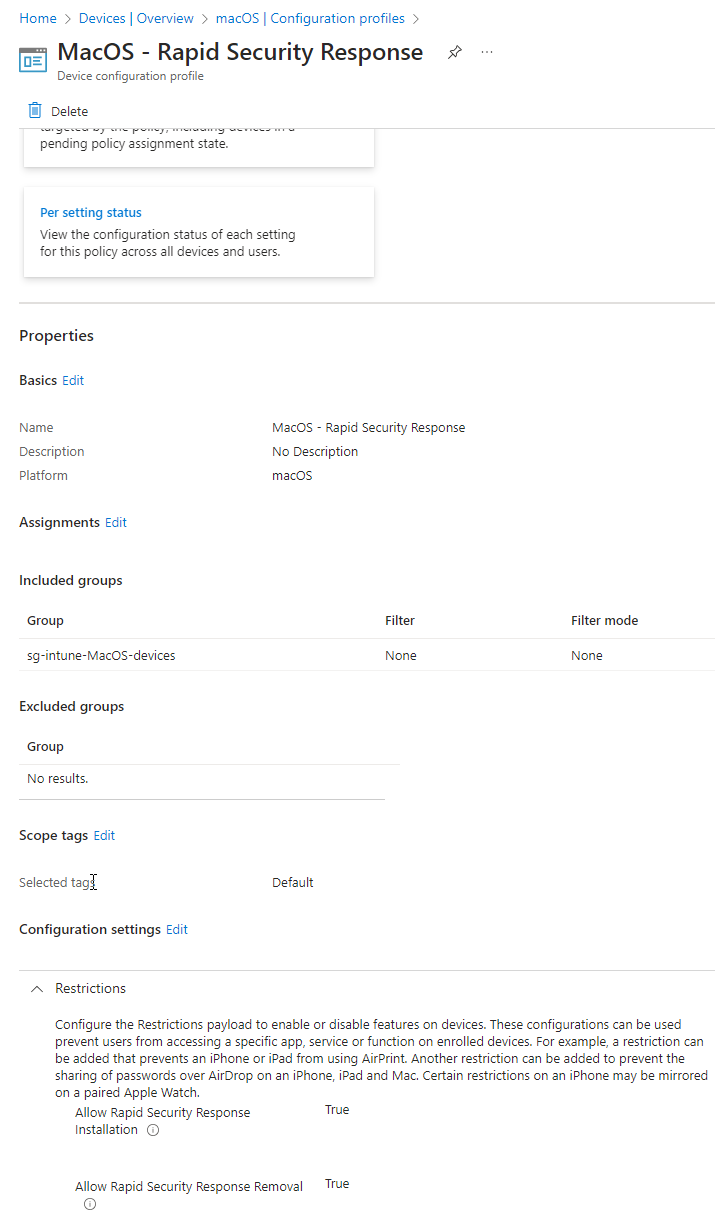 Home > Devices | Overview > macOS | Configuration profiles >
MacOS - Rapid Security Response ...
Device configuration profile
Delete
targeted by the policy, including devices in a
pending policy assignment state.
Per setting status
View the configuration status of each setting
for this policy across all devices and users.
Properties
Basics Edit
Name MacOS - Rapid Security Response
Description No Description
Platform macOS
Assignments Edit
Included groups
Group Filter Filter mode
sg-intune-MacOS-devices None None
Excluded groups
Group
No results.
Scope tags Edit
Selected tags Default
Configuration settings Edit
Restrictions
Configure the Restrictions payload to enable or disable features on devices. These configurations can be used
prevent users from accessing a specific app, service or function on enrolled devices. For example, a restriction can
be added that prevents an iPhone or iPad from using AirPrint. Another restriction can be added to prevent the
sharing of passwords over AirDrop on an iPhone, iPad and Mac. Certain restrictions on an iPhone may be mirrored
on a paired Apple Watch.
Allow Rapid Security Response True
Installation
Allow Rapid Security Response Removal True